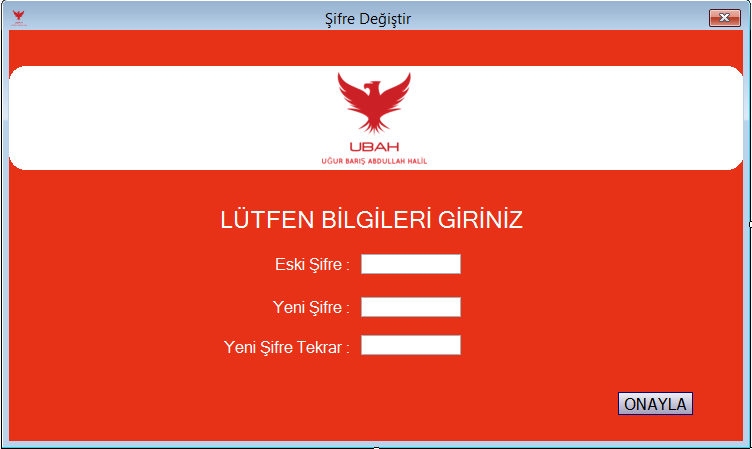 Şifre Değiştir
UBAH
UĞUR BARIŞ ABDULLAH HALİL
LÜTFEN BİLGİLERİ GİRİNİZ
Eski Şifre :
Yeni Şifre :
Yeni Şifre Tekrar :
ONAYLA